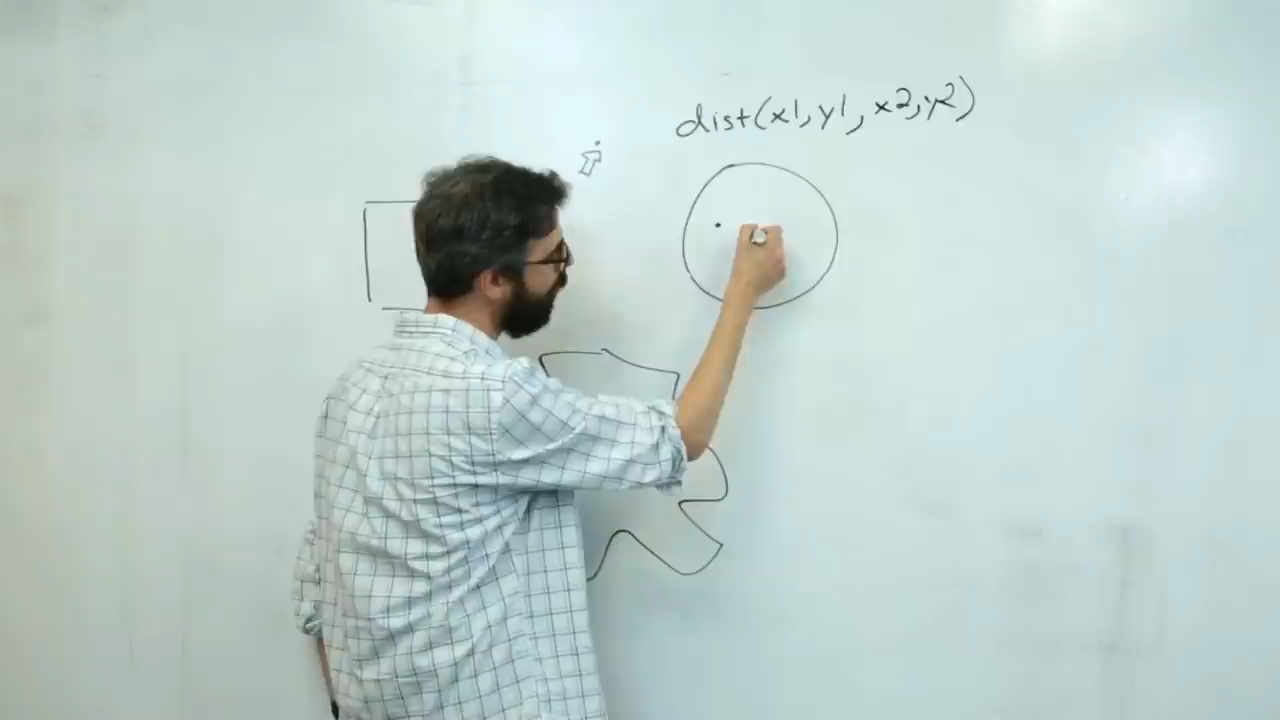 dist(x1, y1, x2, y2)